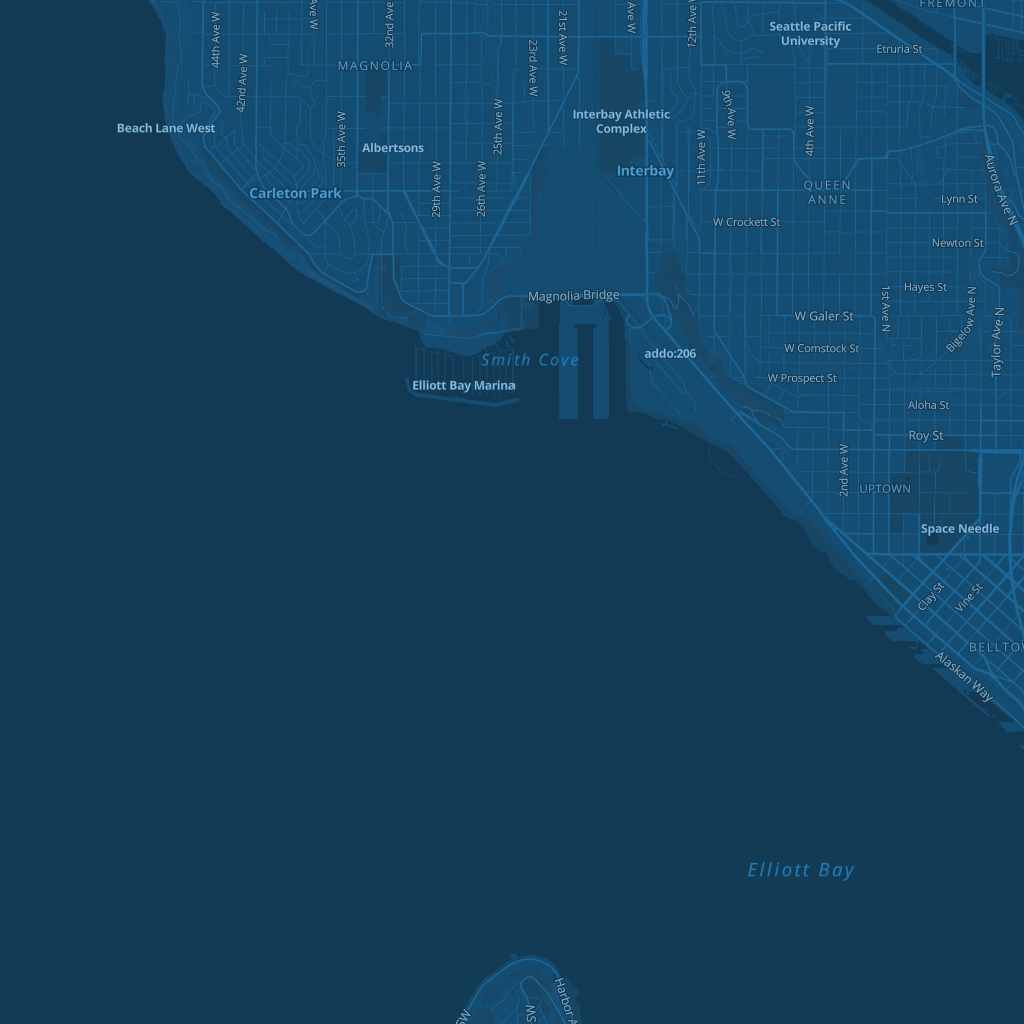 FREMONT
Seattle Pacific
University
Etruria St
44th Ave W
Ave W
32nd Ave
21st Ave W
Ave W
12th Ave W
MAGNOLIA
42nd Ave W
23rd Ave W
9th Ave W
Beach Lane West
35th Ave W
Albertsons
25th Ave W
Interbay Athletic
Complex
11th Ave W
4th Ave W
Interbay
Carleton Park
29th Ave W
26th Ave W
QUEEN
ANNE
Aurora Ave N
Lynn St
W Crockett St
Newton St
Magnolia Bridge
Hayes St
1st Ave N
Bigelow Ave N
Taylor Ave N
W Galer St
W Comstock St
Smith Cove
addo:206
Elliott Bay Marina
W Prospect St
Aloha St
Roy St
2nd Ave W
UPTOWN
Space Needle
Clay St
Vine St
BELLTOW
Alaskan Way
Elliott Bay
Harbor A
SW
SW